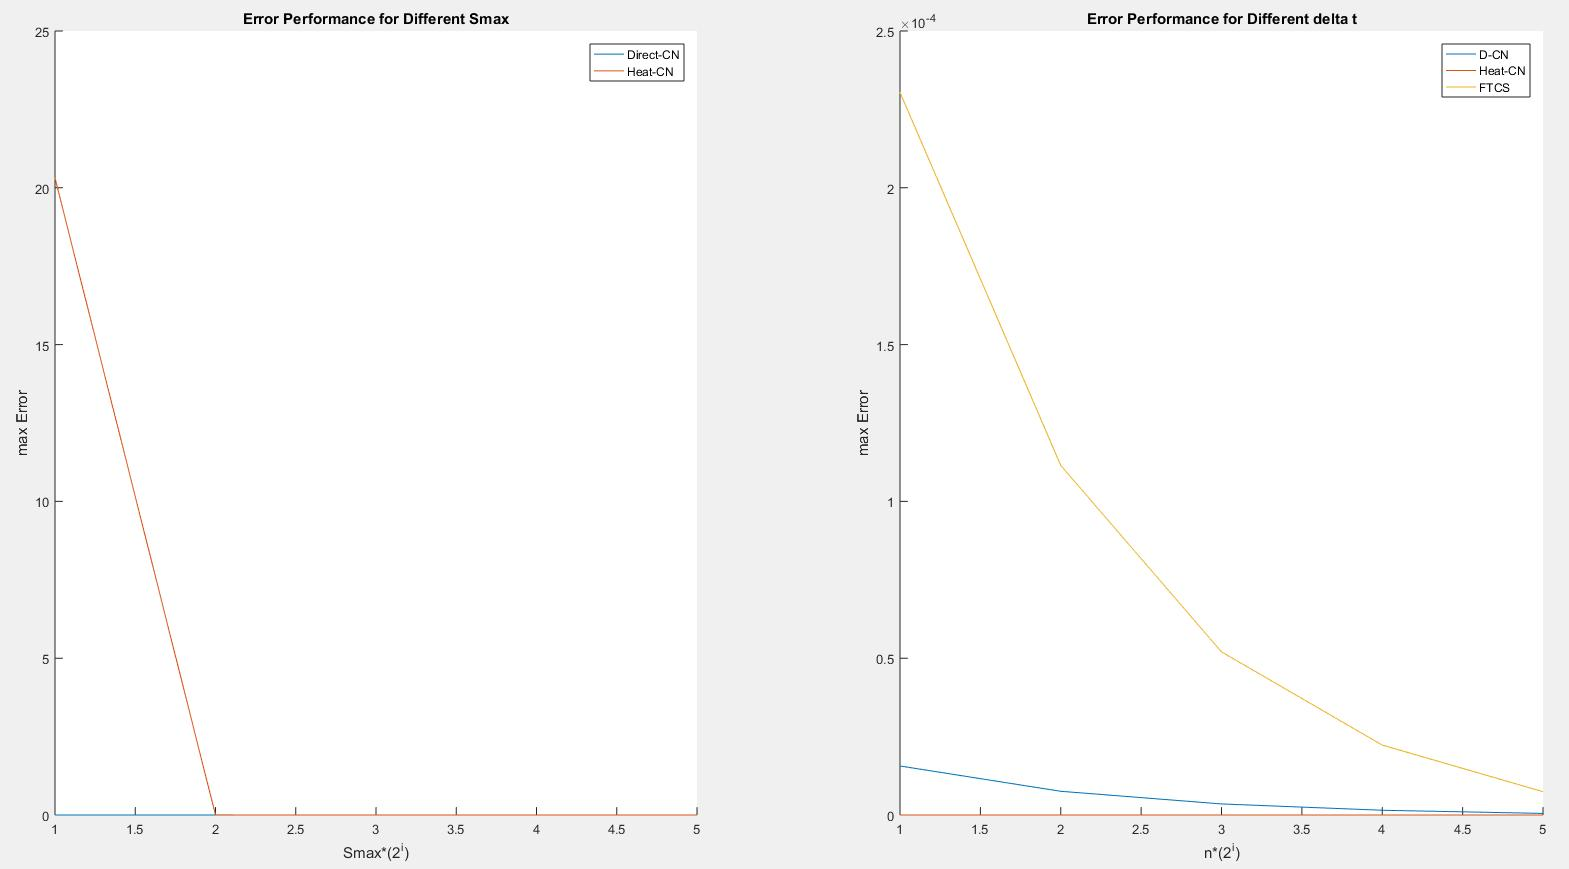 Error Performance for Different Smax
25
20
15
10
5
0
max Error
Direct-CN
Heat-CN
1 1.5 2 2.5 3 3.5 4 4.5 5
Smax*(2^i)
Error Performance for Different delta t
×10^-4
2.5
2
1.5
1
0.5
0
max Error
D-CN
Heat-CN
FTCS
1 1.5 2 2.5 3 3.5 4 4.5 5
n*(2^i)